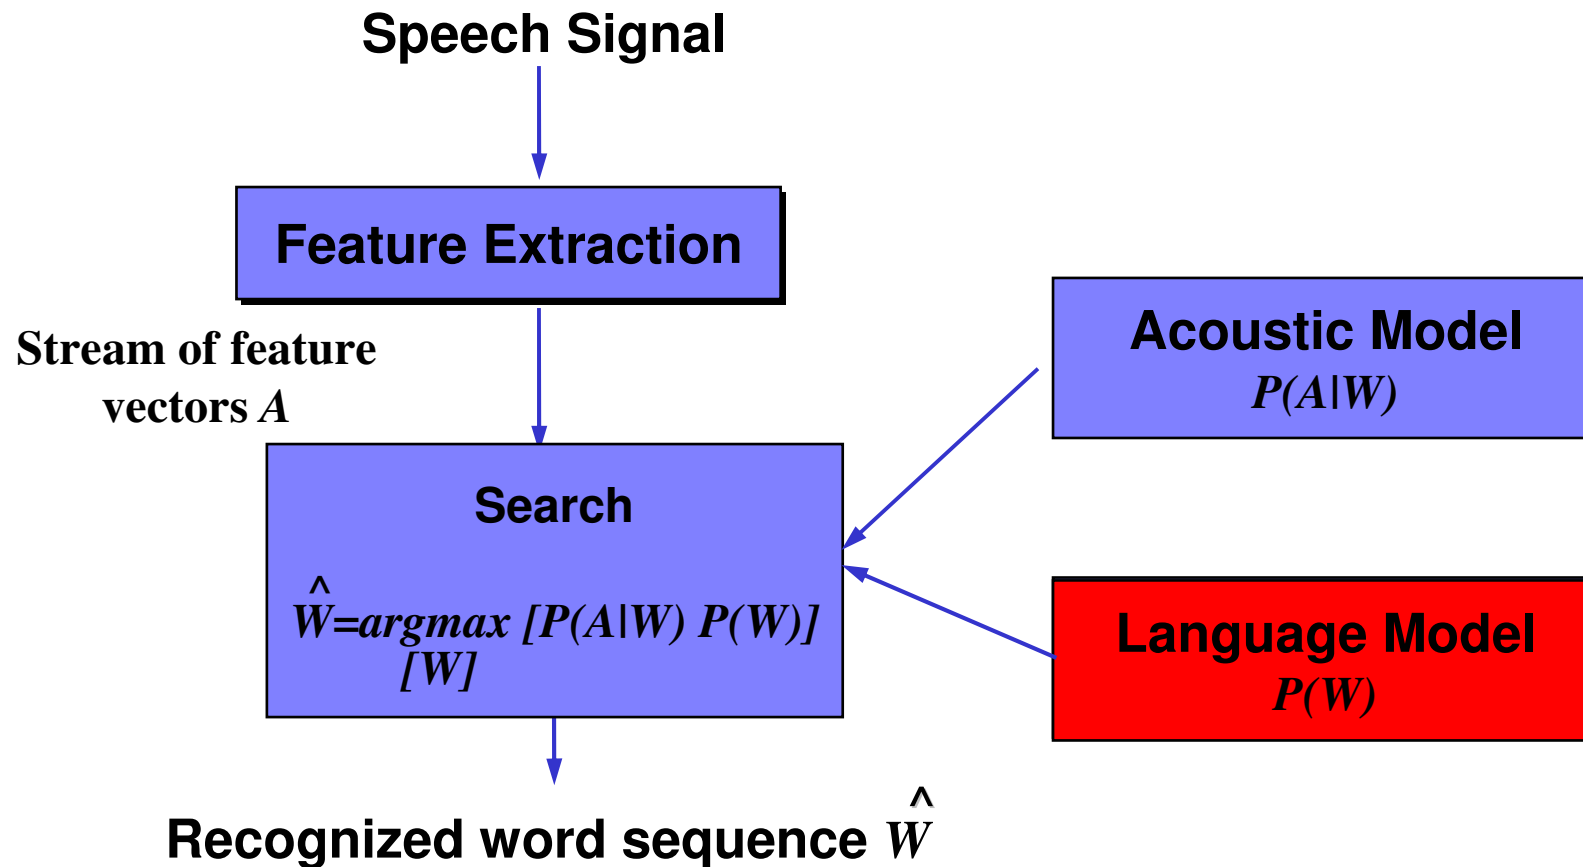 Speech Signal
Feature Extraction
Stream of feature
vectors A
Acoustic Model
P(A|W)
Search
Ŵ=argmax [P(A|W) P(W)]
[W]
Language Model
P(W)
Recognized word sequence Ŵ